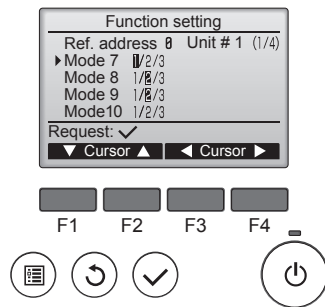 Function setting
Ref. address 0 Unit # 1 (1/4)
Mode 7 1/2/3
Mode 8 1/2/3
Mode 9 1/2/3
Mode10 1/2/3
Request:
Cursor Cursor
F1 F2 F3 F4